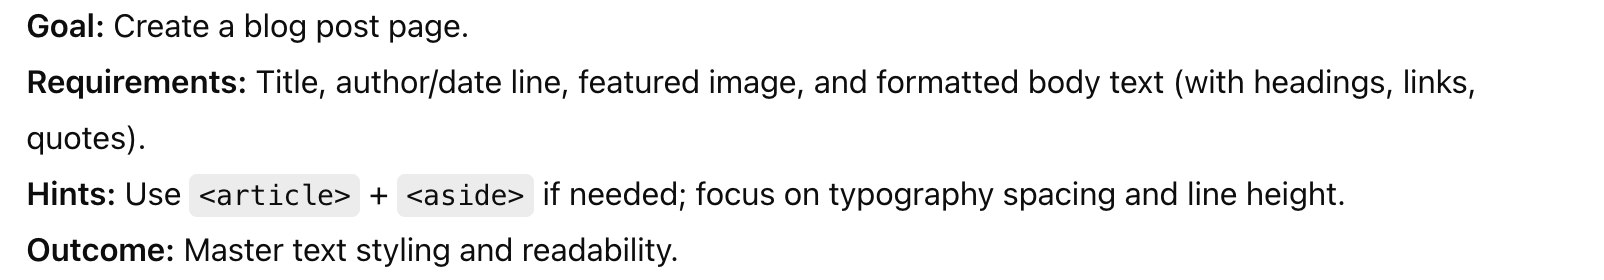 Goal: Create a blog post page.
Requirements: Title, author/date line, featured image, and formatted body text (with headings, links,
quotes).
Hints: Use <article> + <aside> if needed; focus on typography spacing and line height.
Outcome: Master text styling and readability.